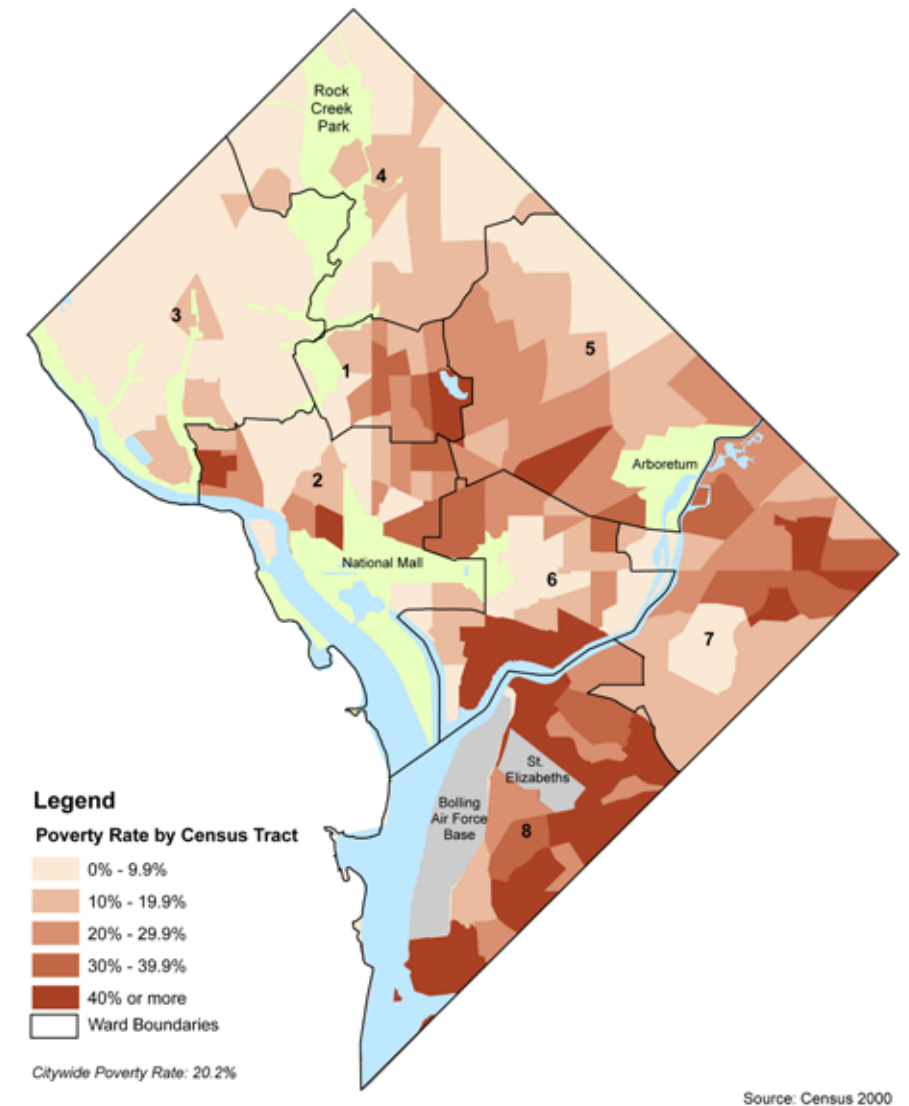 Rock
Creek
Park
4
3
5
1
Arboretum
2
National Mall
6
7
St.
Elizabeths
Bolling
Air Force
Base
8
Legend
Poverty Rate by Census Tract
0% - 9.9%
10% - 19.9%
20% - 29.9%
30% - 39.9%
40% or more
Ward Boundaries
Citywide Poverty Rate: 20.2%
Source: Census 2000